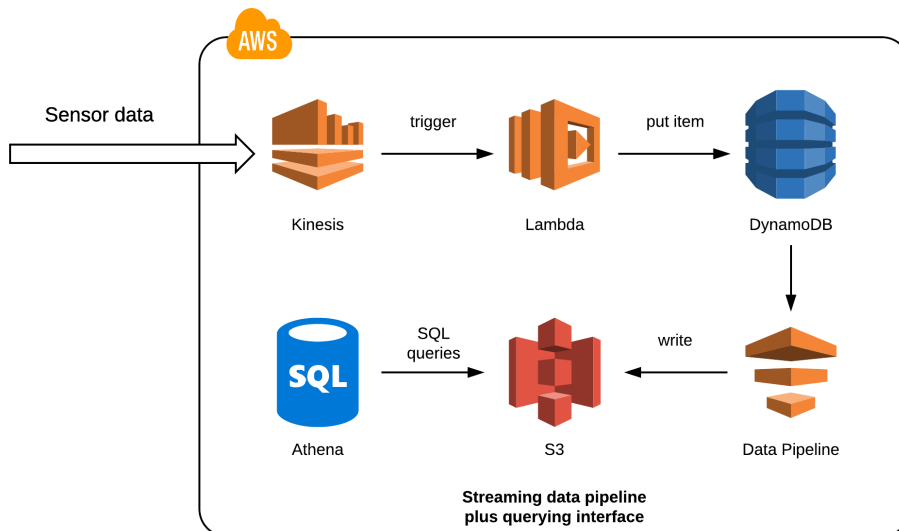 AWS
Sensor data
trigger
put item
Kinesis
Lambda
DynamoDB
SQL
queries
write
SQL
Athena
S3
Data Pipeline
Streaming data pipeline
plus querying interface